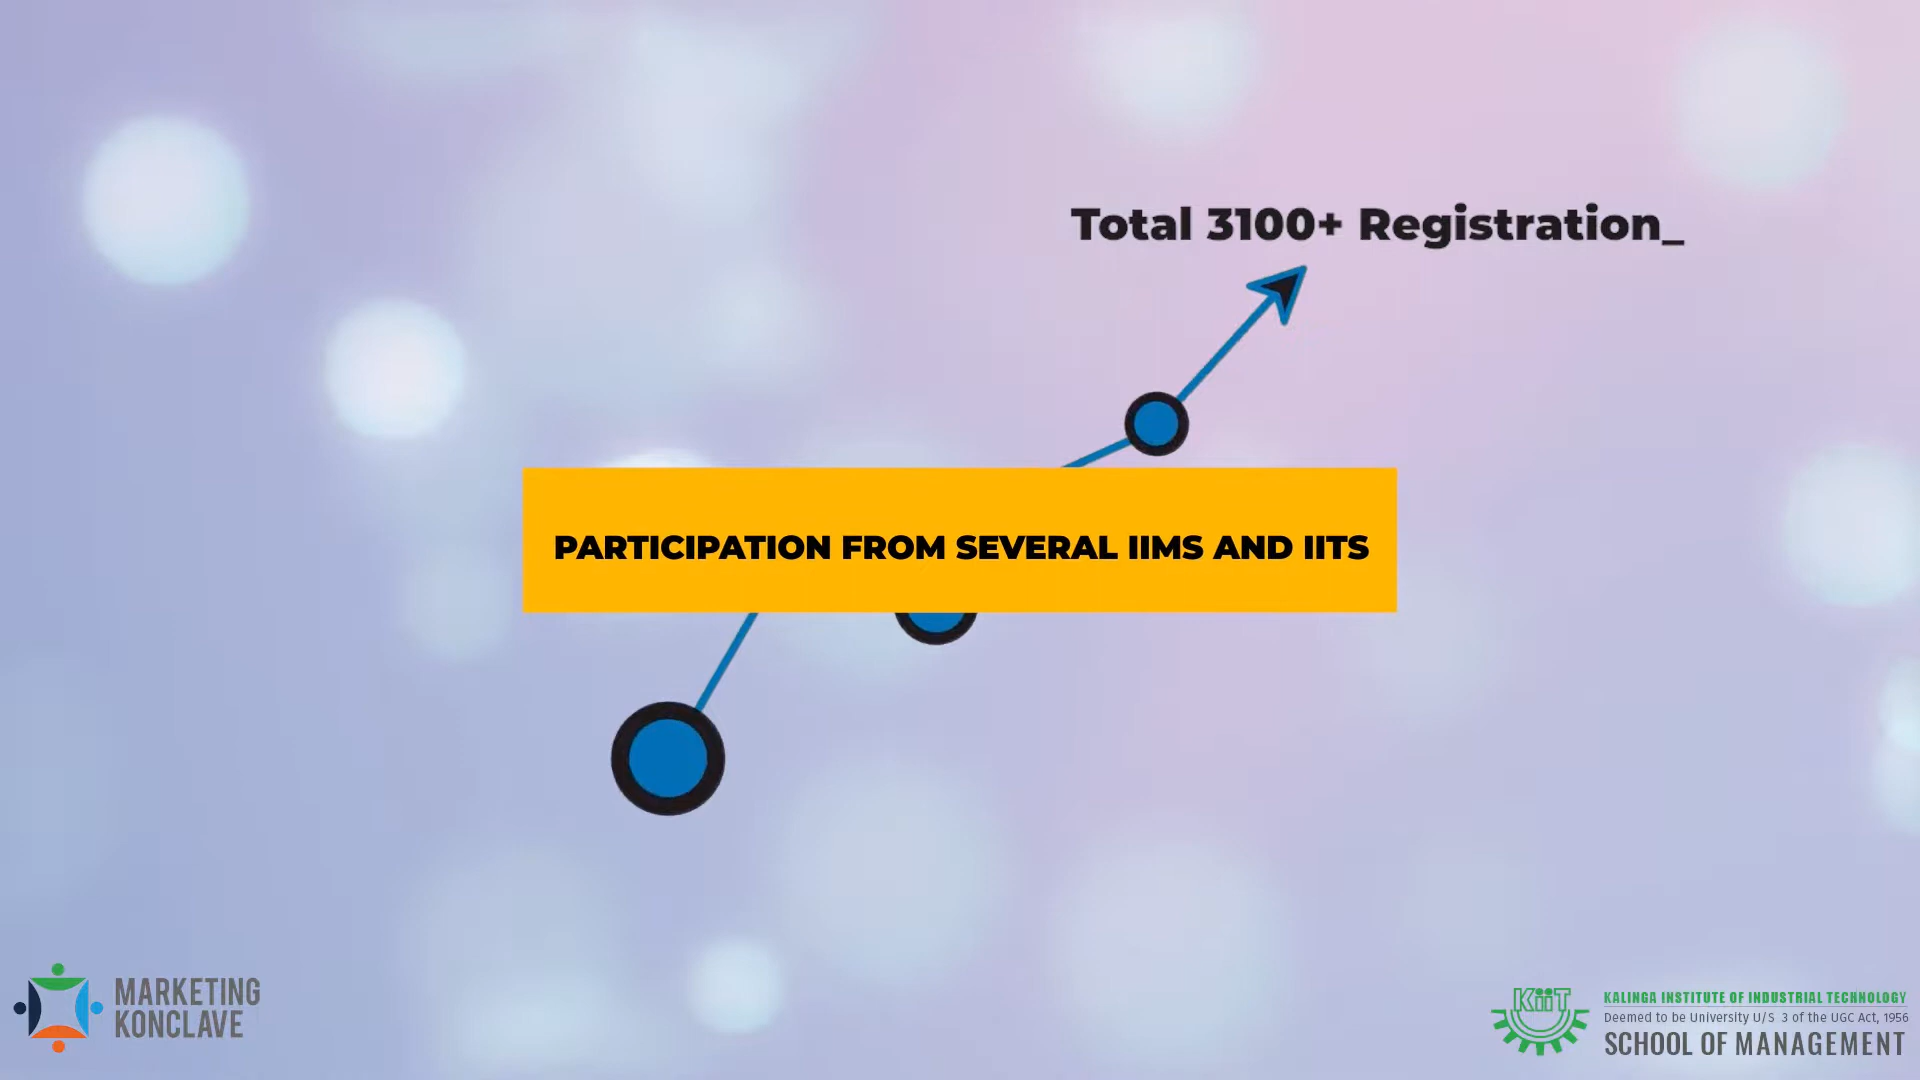 Total 3100+ Registration_
PARTICIPATION FROM SEVERAL IIMS AND IITS
MARKETING
KONCLAVE
KiiT
KALINGA INSTITUTE OF INDUSTRIAL TECHNOLOGY
Deemed to be University U/S 3 of the UGC Act, 1956
SCHOOL OF MANAGEMENT